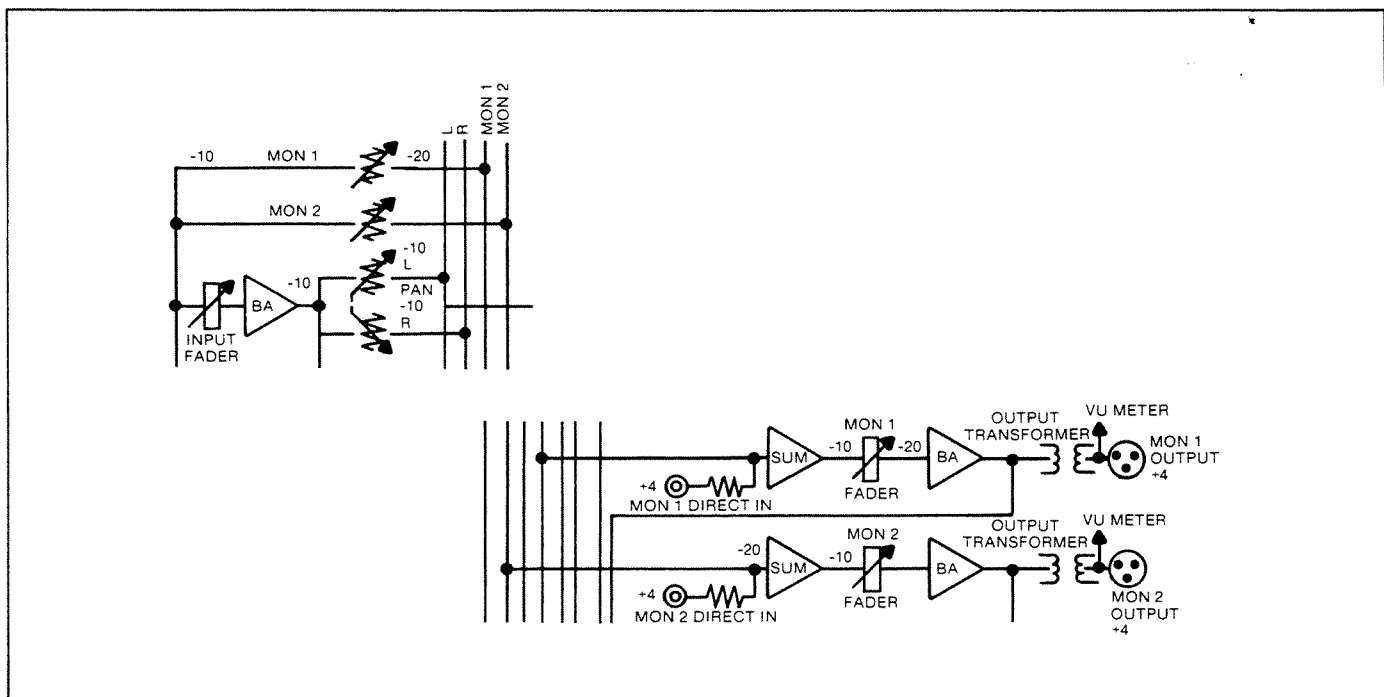 L
R
MON 1
MON 2
-10 MON 1 -20
MON 2
-10
L
PAN
-10
BA
-10
R
INPUT
FADER
MON 1
OUTPUT
TRANSFORMER
VU METER
SUM
-10
-20
BA
MON 1
OUTPUT
+4
+4
FADER
MON 1 DIRECT IN
MON 2
OUTPUT
TRANSFORMER
VU METER
-20
SUM
-10
BA
+4
FADER
MON 2 DIRECT IN
MON 2
OUTPUT
+4